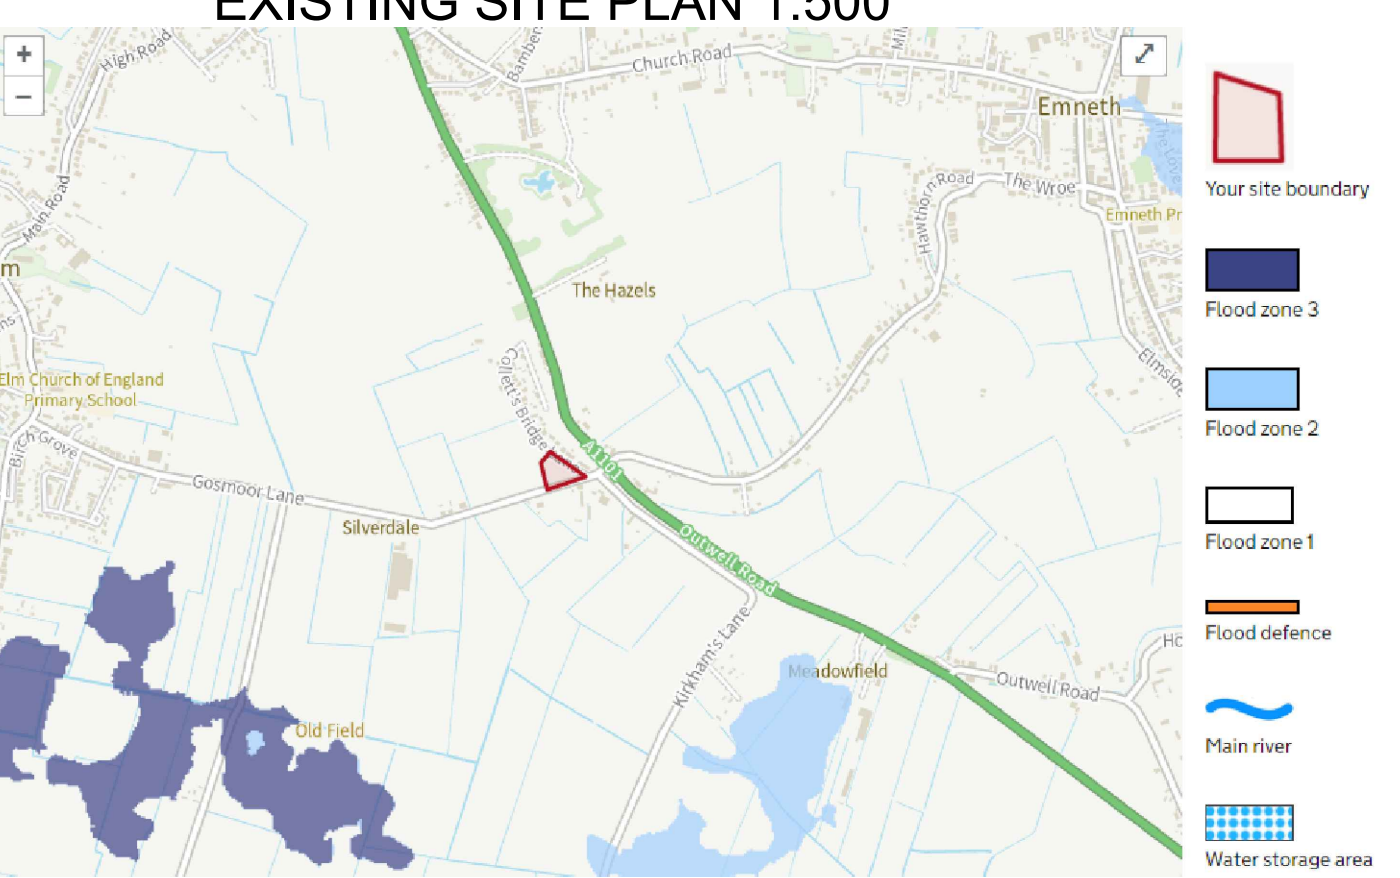 EXISTING SITE PLAN 1:500
+
−
High Road
Church Road
Emneth
Main Road
Hawthorn Road
The Wroe
Emneth Pr
m
The Hazels
Collett's Bridge
Elm Church of England
Primary School
Birch Grove
Gosmoor Lane
Silverdale
A1101
Outwell Road
Kirkham's Lane
Meadowfield
Outwell Road
Old Field
Your site boundary
Flood zone 3
Flood zone 2
Flood zone 1
Flood defence
Main river
Water storage area